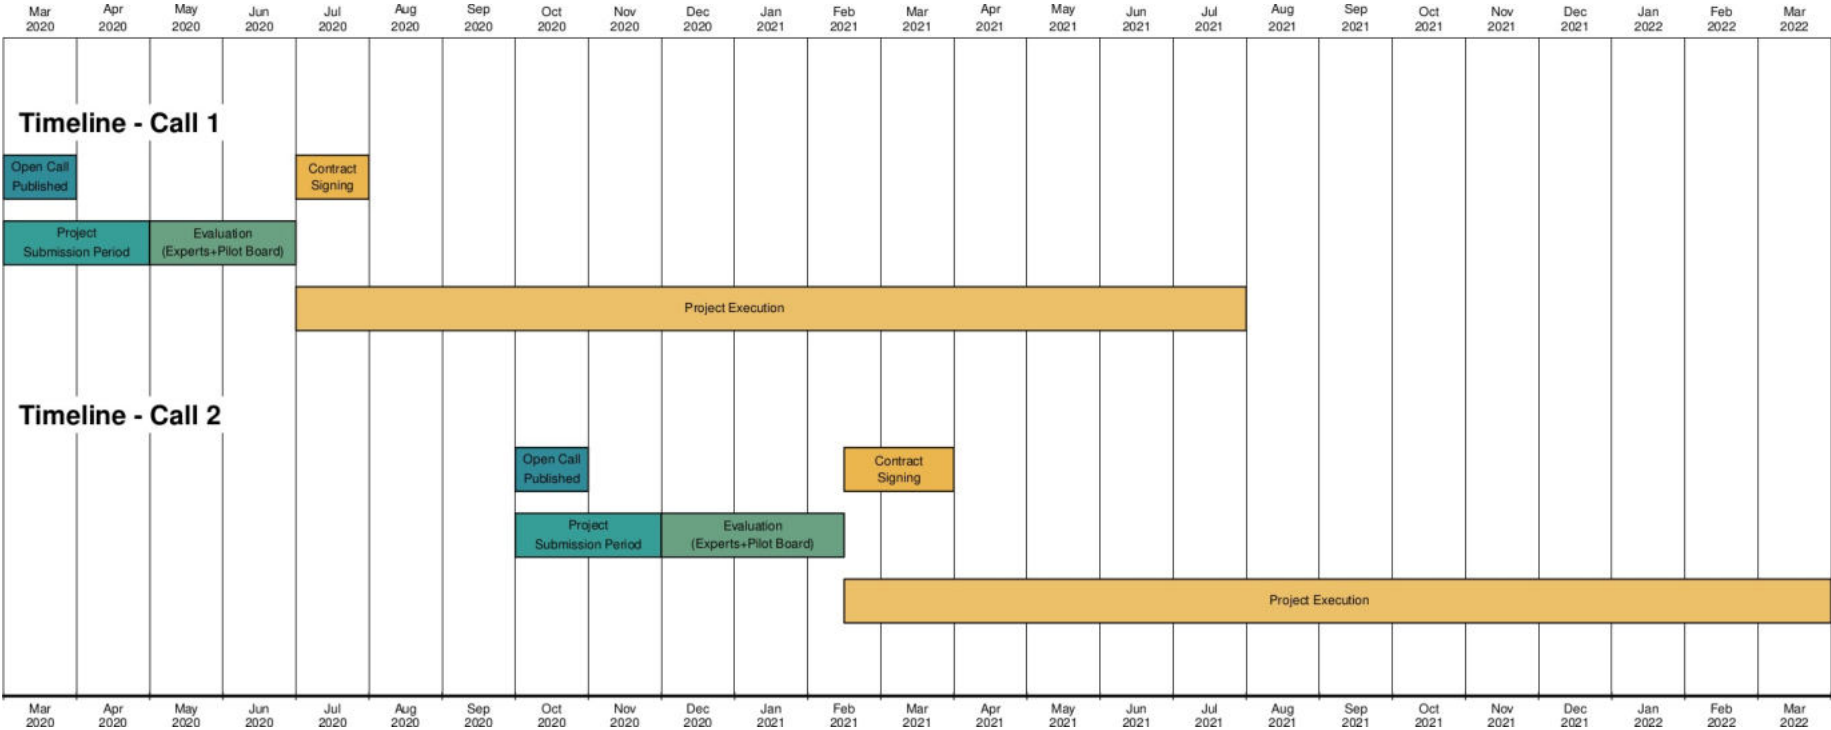 Mar Apr May Jun Jul Aug Sep Oct Nov Dec Jan Feb Mar Apr May Jun Jul Aug Sep Oct Nov Dec Jan Feb Mar
2020 2020 2020 2020 2020 2020 2020 2020 2020 2020 2021 2021 2021 2021 2021 2021 2021 2021 2021 2021 2021 2021 2022 2022 2022
Timeline - Call 1
Open Call
Published
Contract
Signing
Project
Submission Period
Evaluation
(Experts+Pilot Board)
Project Execution
Timeline - Call 2
Open Call
Published
Contract
Signing
Project
Submission Period
Evaluation
(Experts+Pilot Board)
Project Execution
Mar Apr May Jun Jul Aug Sep Oct Nov Dec Jan Feb Mar Apr May Jun Jul Aug Sep Oct Nov Dec Jan Feb Mar
2020 2020 2020 2020 2020 2020 2020 2020 2020 2020 2021 2021 2021 2021 2021 2021 2021 2021 2021 2021 2021 2021 2022 2022 2022